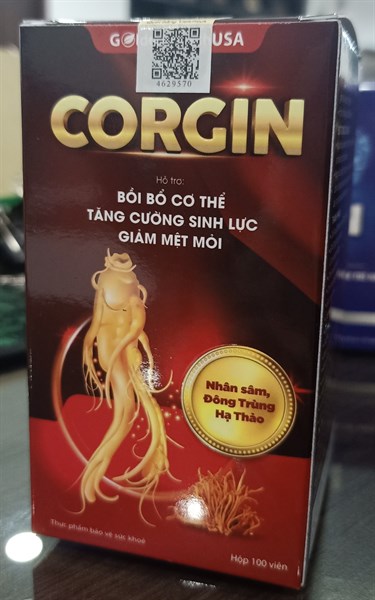 USA
4629570
CORGIN
Hỗ trợ:
BỒI BỔ CƠ THỂ
TĂNG CƯỜNG SINH LỰC
GIẢM MỆT MỎI
Nhân sâm,
Đông Trùng
Hạ Thảo
Thực phẩm bảo vệ sức khoẻ
Hộp 100 viên